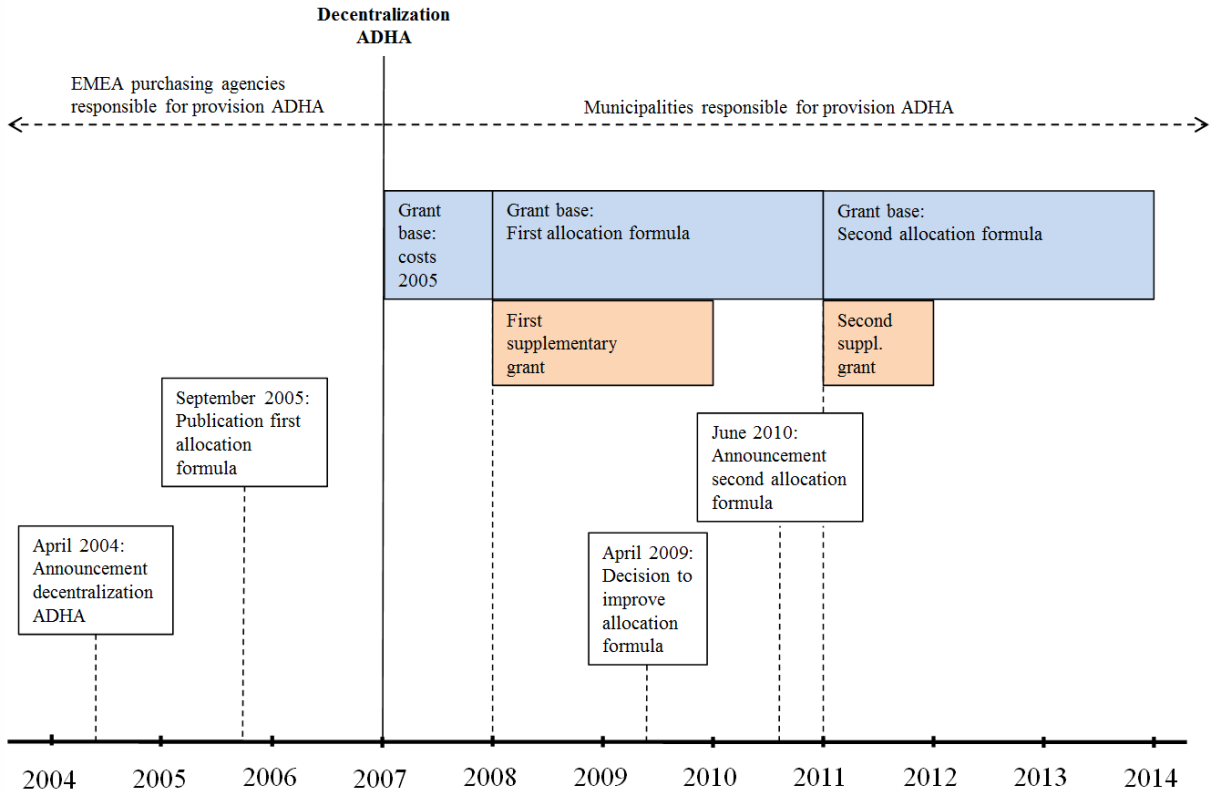 Decentralization
ADHA
EMEA purchasing agencies
responsible for provision ADHA
Municipalities responsible for provision ADHA
Grant
base:
costs
2005
Grant base:
First allocation formula
Grant base:
Second allocation formula
First
supplementary
grant
Second
suppl.
grant
September 2005:
Publication first
allocation
formula
June 2010:
Announcement
second allocation
formula
April 2004:
Announcement
decentralization
ADHA
April 2009:
Decision to
improve
allocation
formula
2004 2005 2006 2007 2008 2009 2010 2011 2012 2013 2014